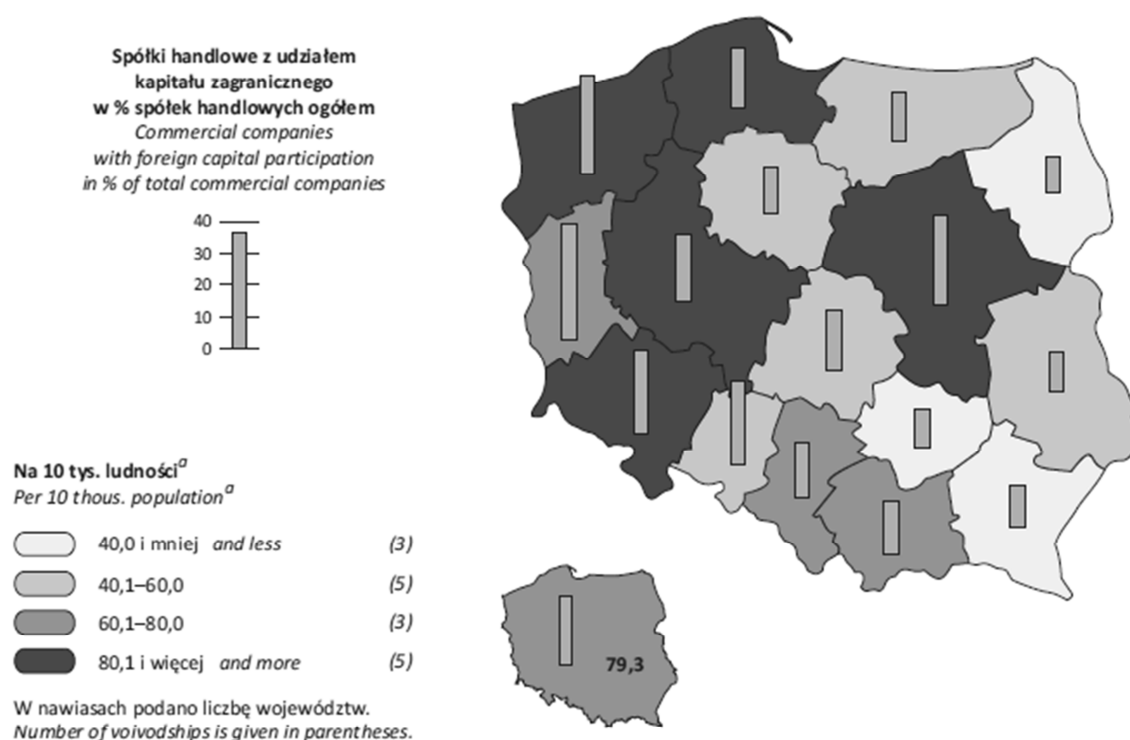 Spółki handlowe z udziałem
kapitału zagranicznego
w % spółek handlowych ogółem
Commercial companies
with foreign capital participation
in % of total commercial companies
40
30
20
10
0
Na 10 tys. ludności^a
Per 10 thous. population^a
40,0 i mniej and less (3)
40,1–60,0 (5)
60,1–80,0 (3)
80,1 i więcej and more (5)
W nawiasach podano liczbę województw.
Number of voivodships is given in parentheses.
79,3